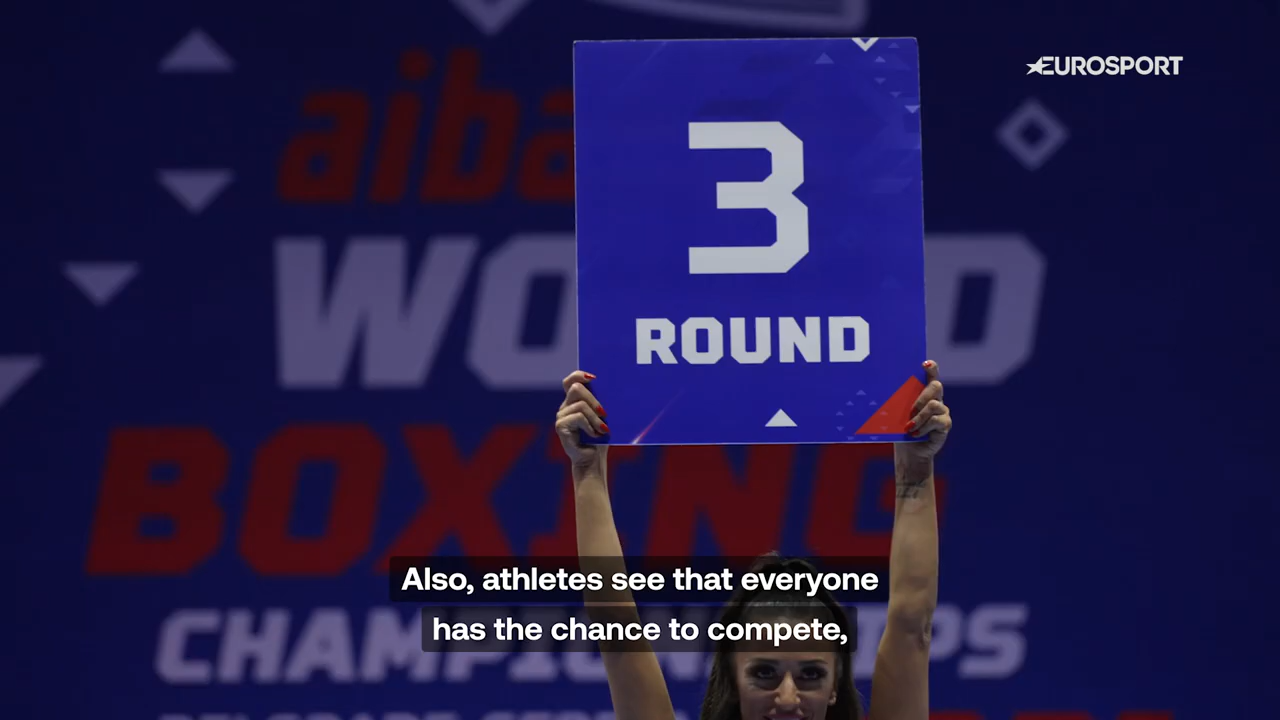 EUROSPORT
aiba
3
ROUND
BOXING
Also, athletes see that everyone
has the chance to compete,